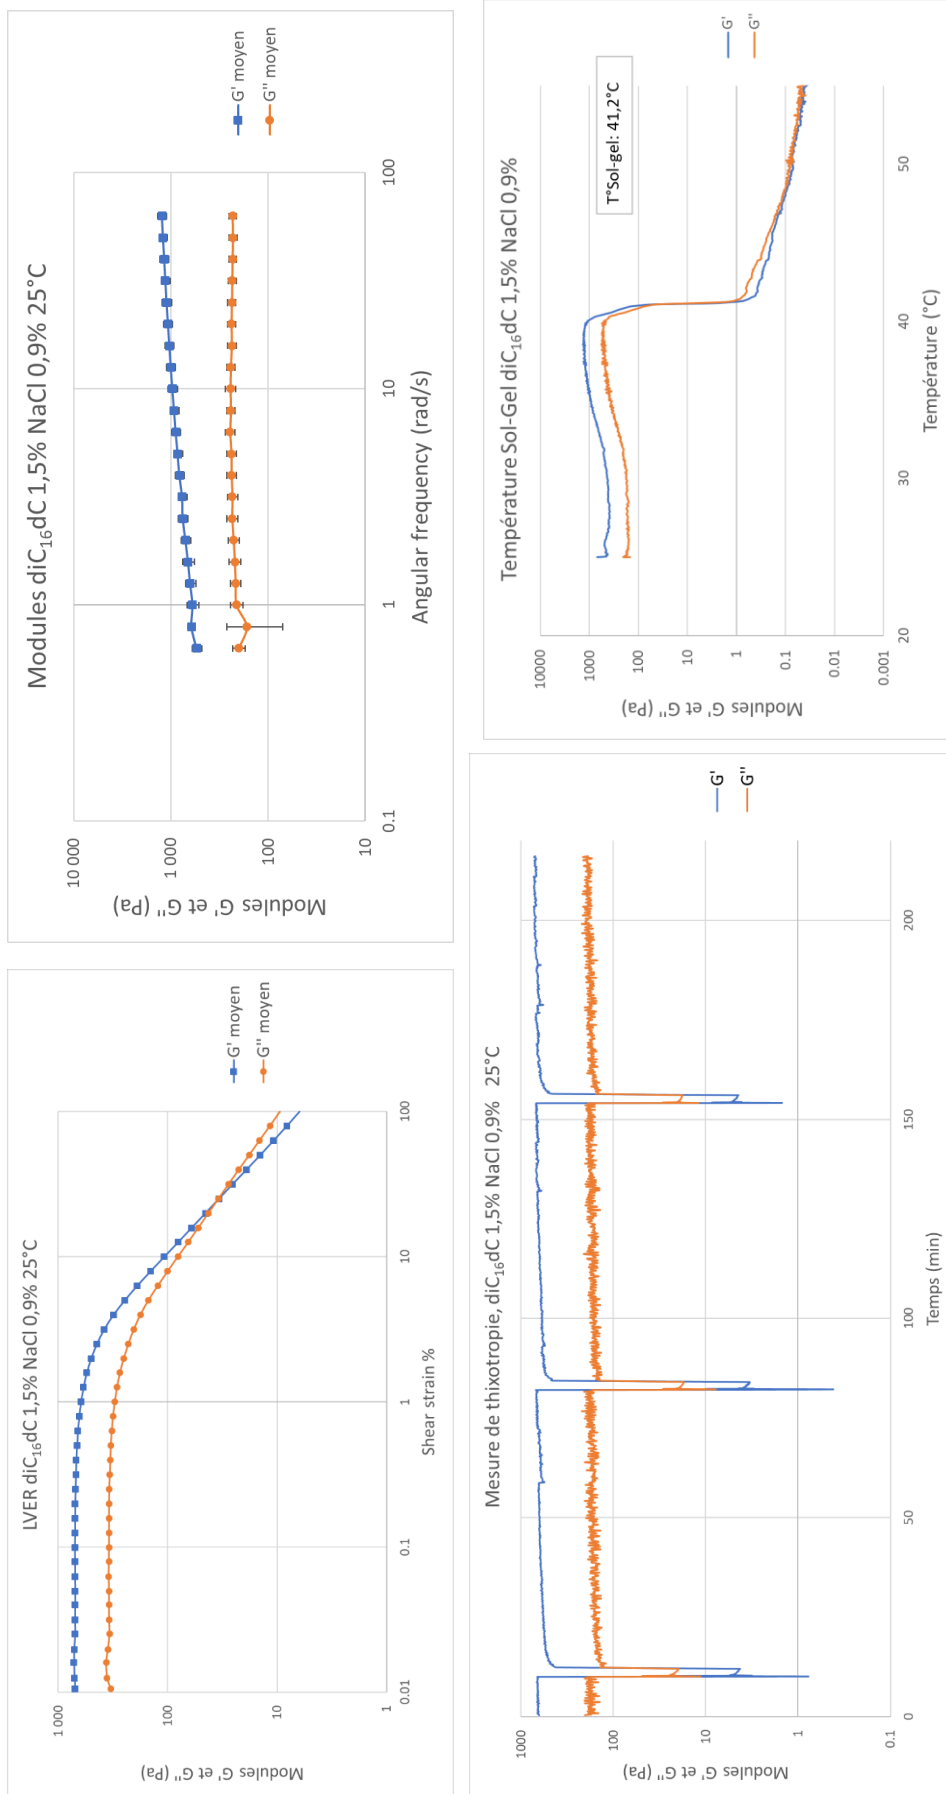 LVER diC₁₆dC 1,5% NaCl 0,9% 25°C
Modules G' et G'' (Pa)
1 000
100
10
1
0.01
0.1
1
10
100
Shear strain %
G' moyen
G'' moyen
Modules diC₁₆dC 1,5% NaCl 0,9% 25°C
Modules G' et G'' (Pa)
10 000
1 000
100
10
0.1
1
10
100
Angular frequency (rad/s)
G' moyen
G'' moyen
Mesure de thixotropie, diC₁₆dC 1,5% NaCl 0,9% 25°C
Modules G' et G'' (Pa)
1000
100
10
1
0.1
0
50
100
150
200
Temps (min)
G'
G''
Température Sol-Gel diC₁₆dC 1,5% NaCl 0,9%
Modules G' et G'' (Pa)
10000
1000
100
10
1
0.1
0.01
0.001
20
30
40
50
Température (°C)
T°Sol-gel: 41,2°C
G'
G''